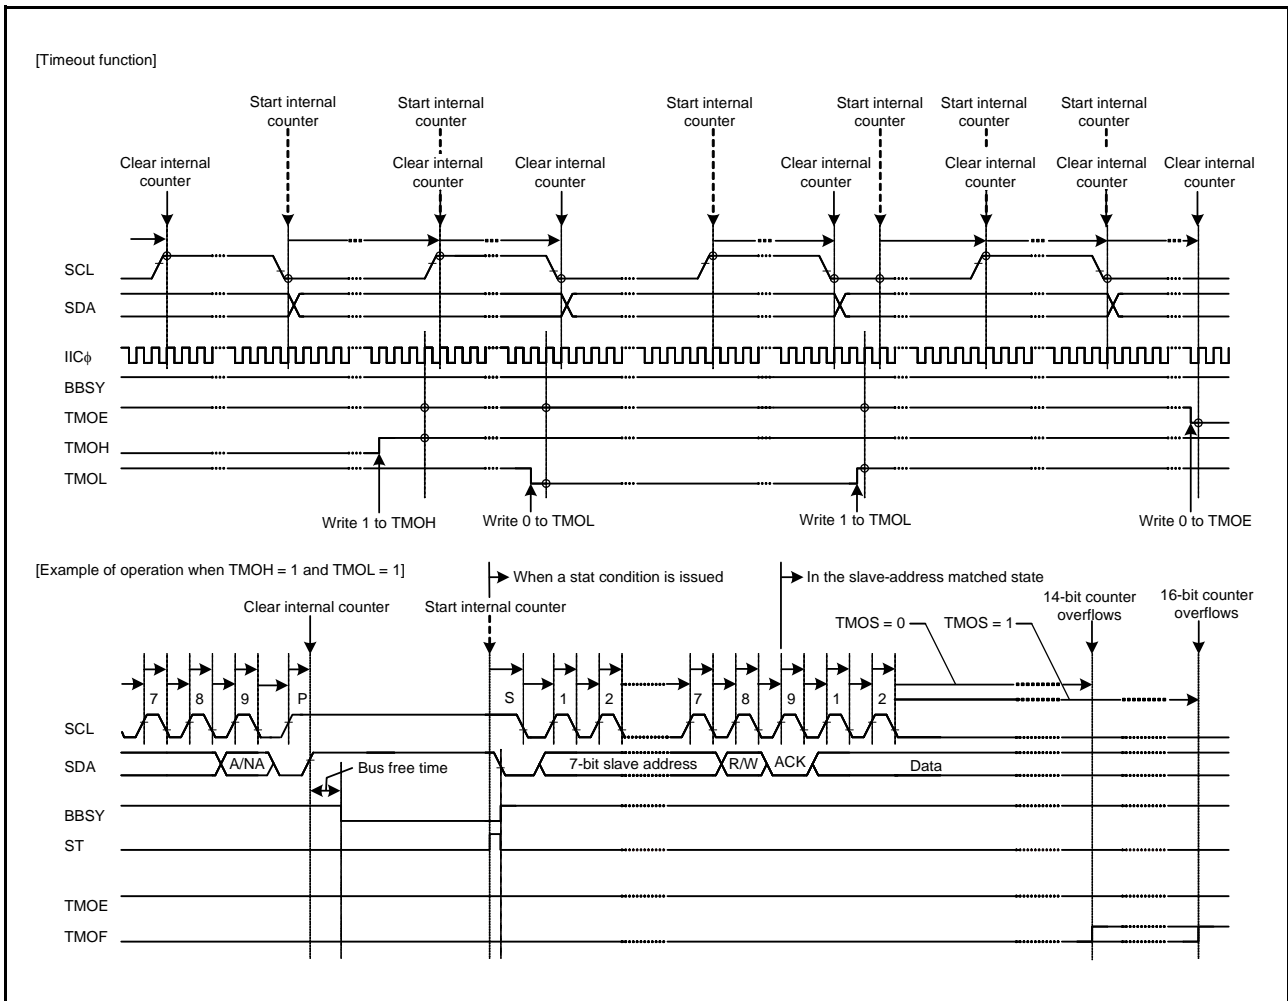 [Timeout function]
Start internal
counter
Start internal
counter
Start internal
counter
Start internal
counter
Start internal
counter
Start internal
counter
Clear internal
counter
Clear internal
counter
Clear internal
counter
Clear internal
counter
Clear internal
counter
Clear internal
counter
Clear internal
counter
SCL
SDA
IICϕ
BBSY
TMOE
TMOH
TMOL
Write 1 to TMOH
Write 0 to TMOL
Write 1 to TMOL
Write 0 to TMOE
[Example of operation when TMOH = 1 and TMOL = 1]
When a stat condition is issued
In the slave-address matched state
Clear internal counter
Start internal counter
14-bit counter
overflows
16-bit counter
overflows
TMOS = 0
TMOS = 1
7 8 9 P S 1 2 7 8 9 1 2
SCL
SDA
A/NA
Bus free time
7-bit slave address
R/W
ACK
Data
BBSY
ST
TMOE
TMOF